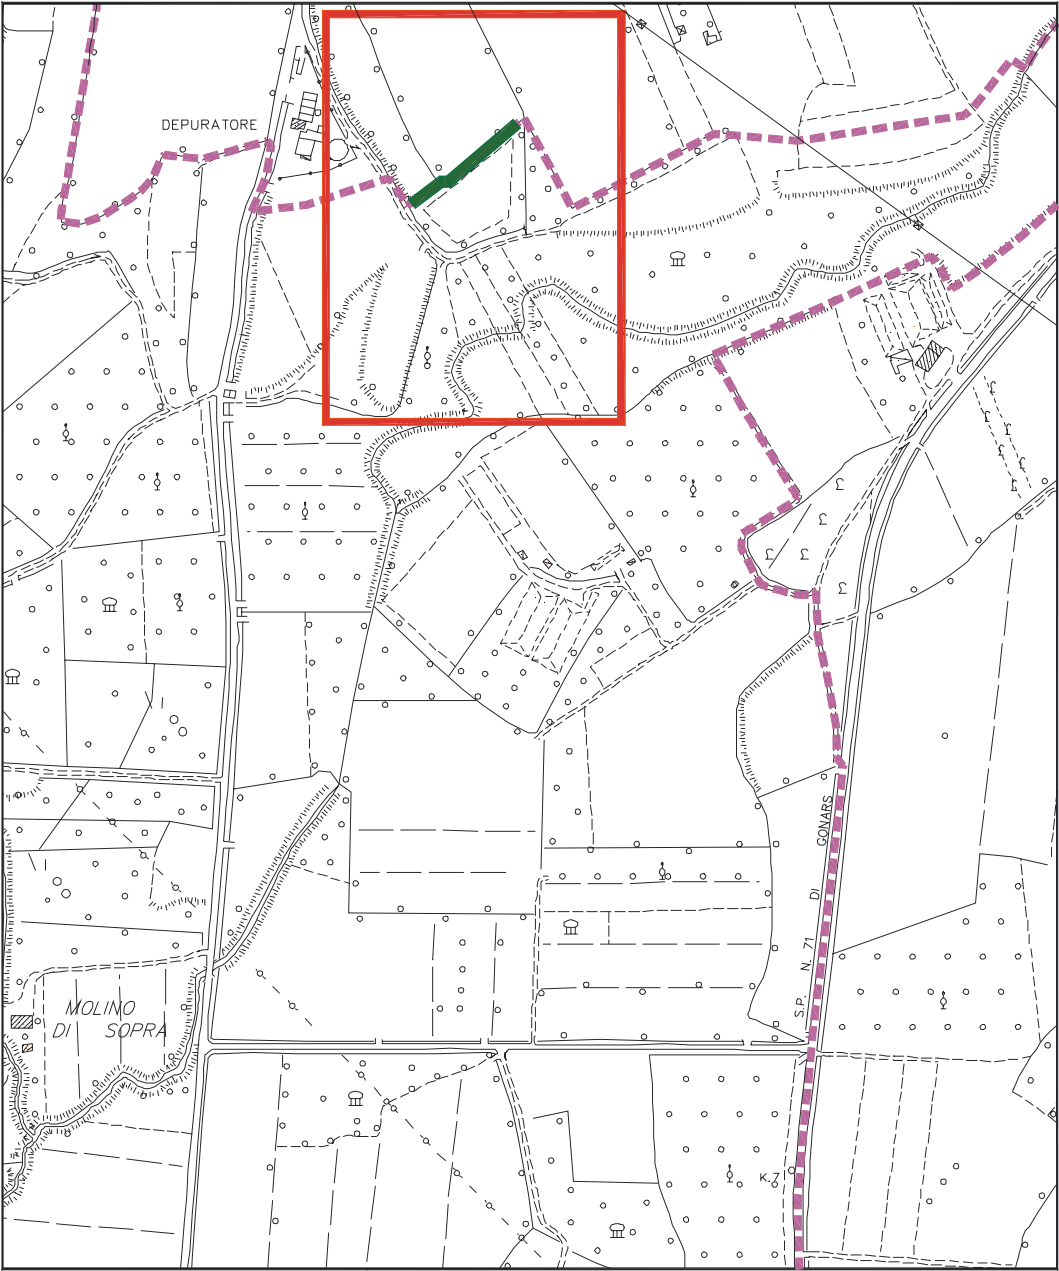 DEPURATORE
S.P. N. 71 DI GONARS
MOLINO
DI SOPRA
K.7